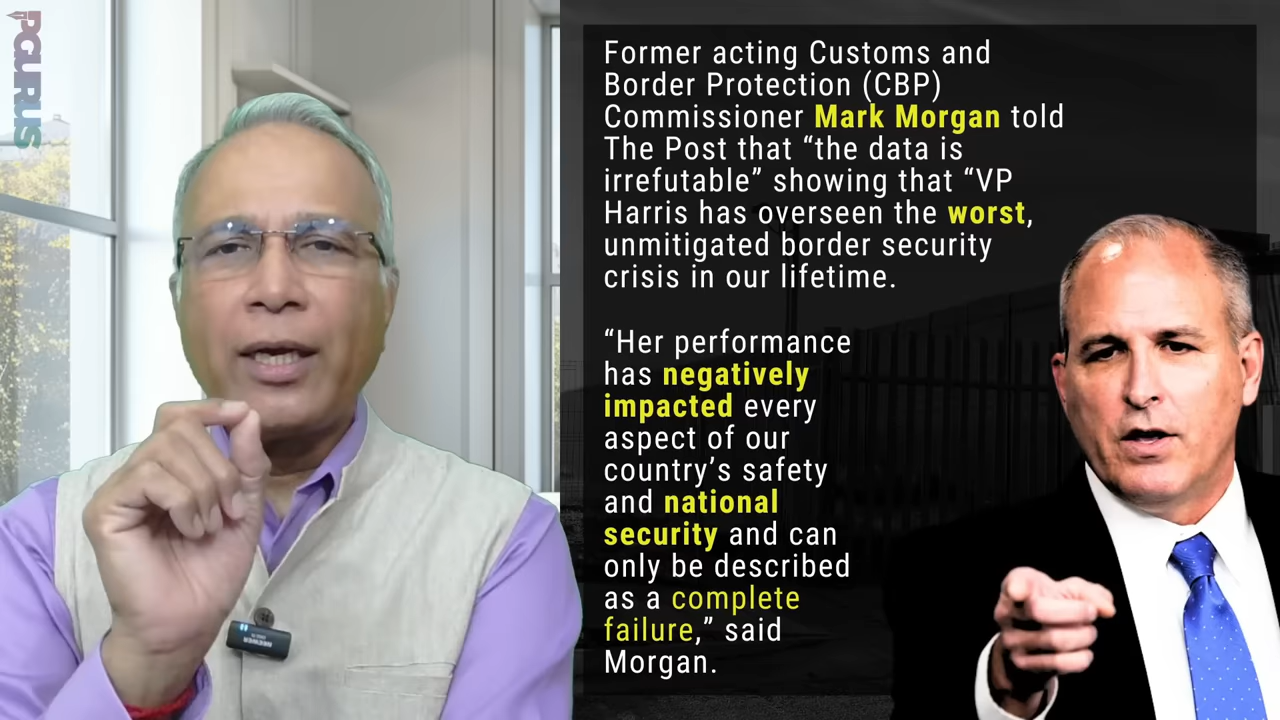 PGURUS
Former acting Customs and
Border Protection (CBP)
Commissioner Mark Morgan told
The Post that “the data is
irrefutable” showing that “VP
Harris has overseen the worst,
unmitigated border security
crisis in our lifetime.
“Her performance
has negatively
impacted every
aspect of our
country’s safety
and national
security and can
only be described
as a complete
failure,” said
Morgan.